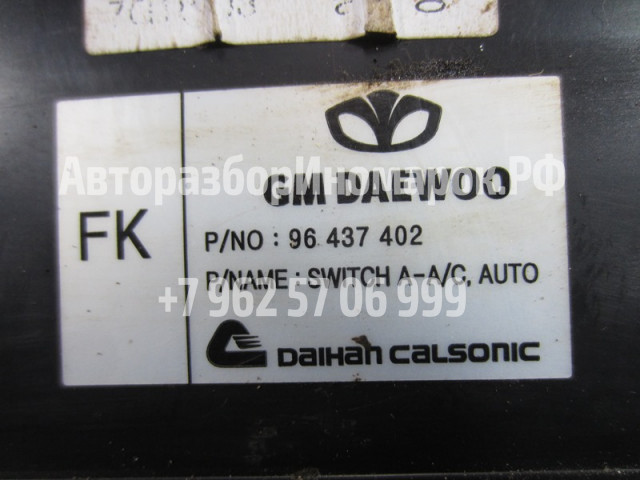 АвторазборИномарок.РФ
GM DAEWOO
FK
P/NO : 96 437 402
P/NAME : SWITCH A-A/C, AUTO
+7 962 57 06 999
DAIHAN CALSONIC